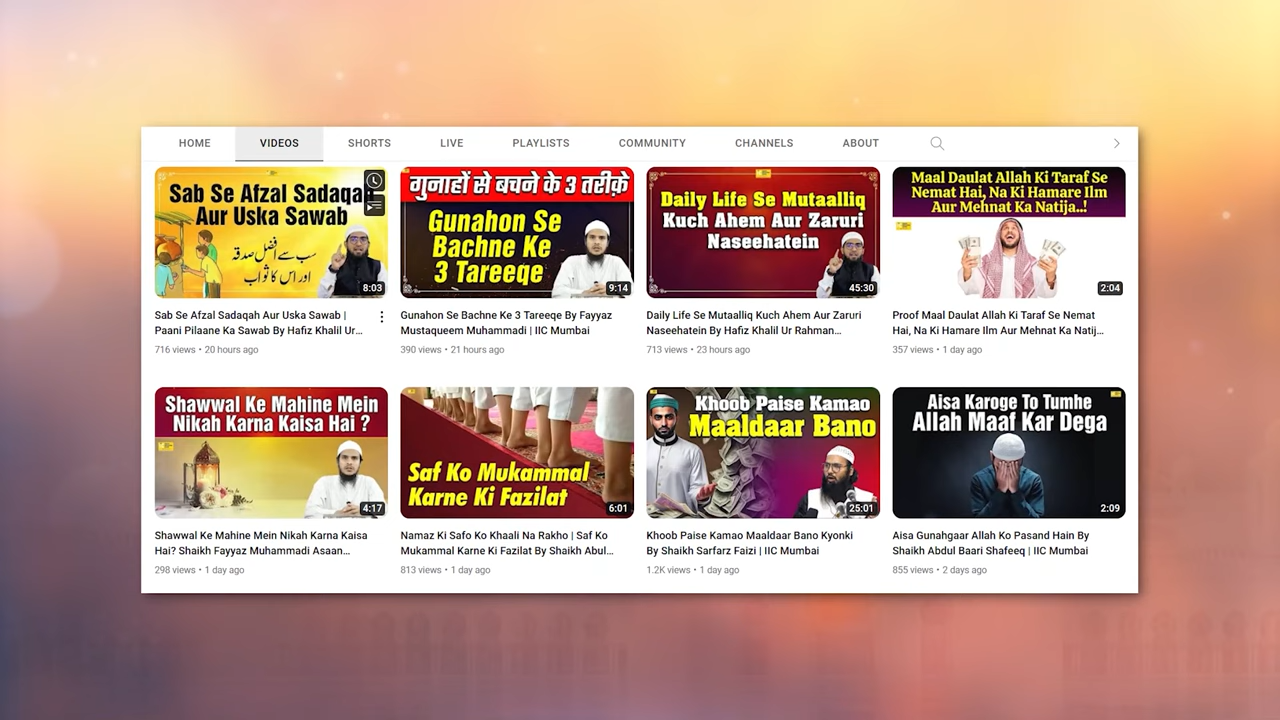 HOME VIDEOS SHORTS LIVE PLAYLISTS COMMUNITY CHANNELS ABOUT
Sab Se Afzal Sadaqah
Aur Uska Sawab
سب سے افضل صدقہ
اور اس کا ثواب
8:03
गुनाहों से बचने के 3 तरीक़े
Gunahon Se
Bachne Ke
3 Tareeqe
9:14
Daily Life Se Mutaalliq
Kuch Ahem Aur Zaruri
Naseehatein
45:30
Maal Daulat Allah Ki Taraf Se
Nemat Hai, Na Ki Hamare Ilm
Aur Mehnat Ka Natija..!
2:04
Sab Se Afzal Sadaqah Aur Uska Sawab |
Paani Pilaane Ka Sawab By Hafiz Khalil Ur...
716 views • 20 hours ago
Gunahon Se Bachne Ke 3 Tareeqe By Fayyaz
Mustaqueem Muhammadi | IIC Mumbai
390 views • 21 hours ago
Daily Life Se Mutaalliq Kuch Ahem Aur Zaruri
Naseehatein By Hafiz Khalil Ur Rahman...
713 views • 23 hours ago
Proof Maal Daulat Allah Ki Taraf Se Nemat
Hai, Na Ki Hamare Ilm Aur Mehnat Ka Natij...
357 views • 1 day ago
Shawwal Ke Mahine Mein
Nikah Karna Kaisa Hai ?
4:17
Saf Ko Mukammal
Karne Ki Fazilat
6:01
Khoob Paise Kamao
Maaldaar Bano
25:01
Aisa Karoge To Tumhe
Allah Maaf Kar Dega
2:09
Shawwal Ke Mahine Mein Nikah Karna Kaisa
Hai? Shaikh Fayyaz Muhammadi Asaan...
298 views • 1 day ago
Namaz Ki Safo Ko Khaali Na Rakho | Saf Ko
Mukammal Karne Ki Fazilat By Shaikh Abul...
813 views • 1 day ago
Khoob Paise Kamao Maaldaar Bano Kyonki
By Shaikh Sarfarz Faizi | IIC Mumbai
1.2K views • 1 day ago
Aisa Gunahgaar Allah Ko Pasand Hain By
Shaikh Abdul Baari Shafeeq | IIC Mumbai
855 views • 2 days ago